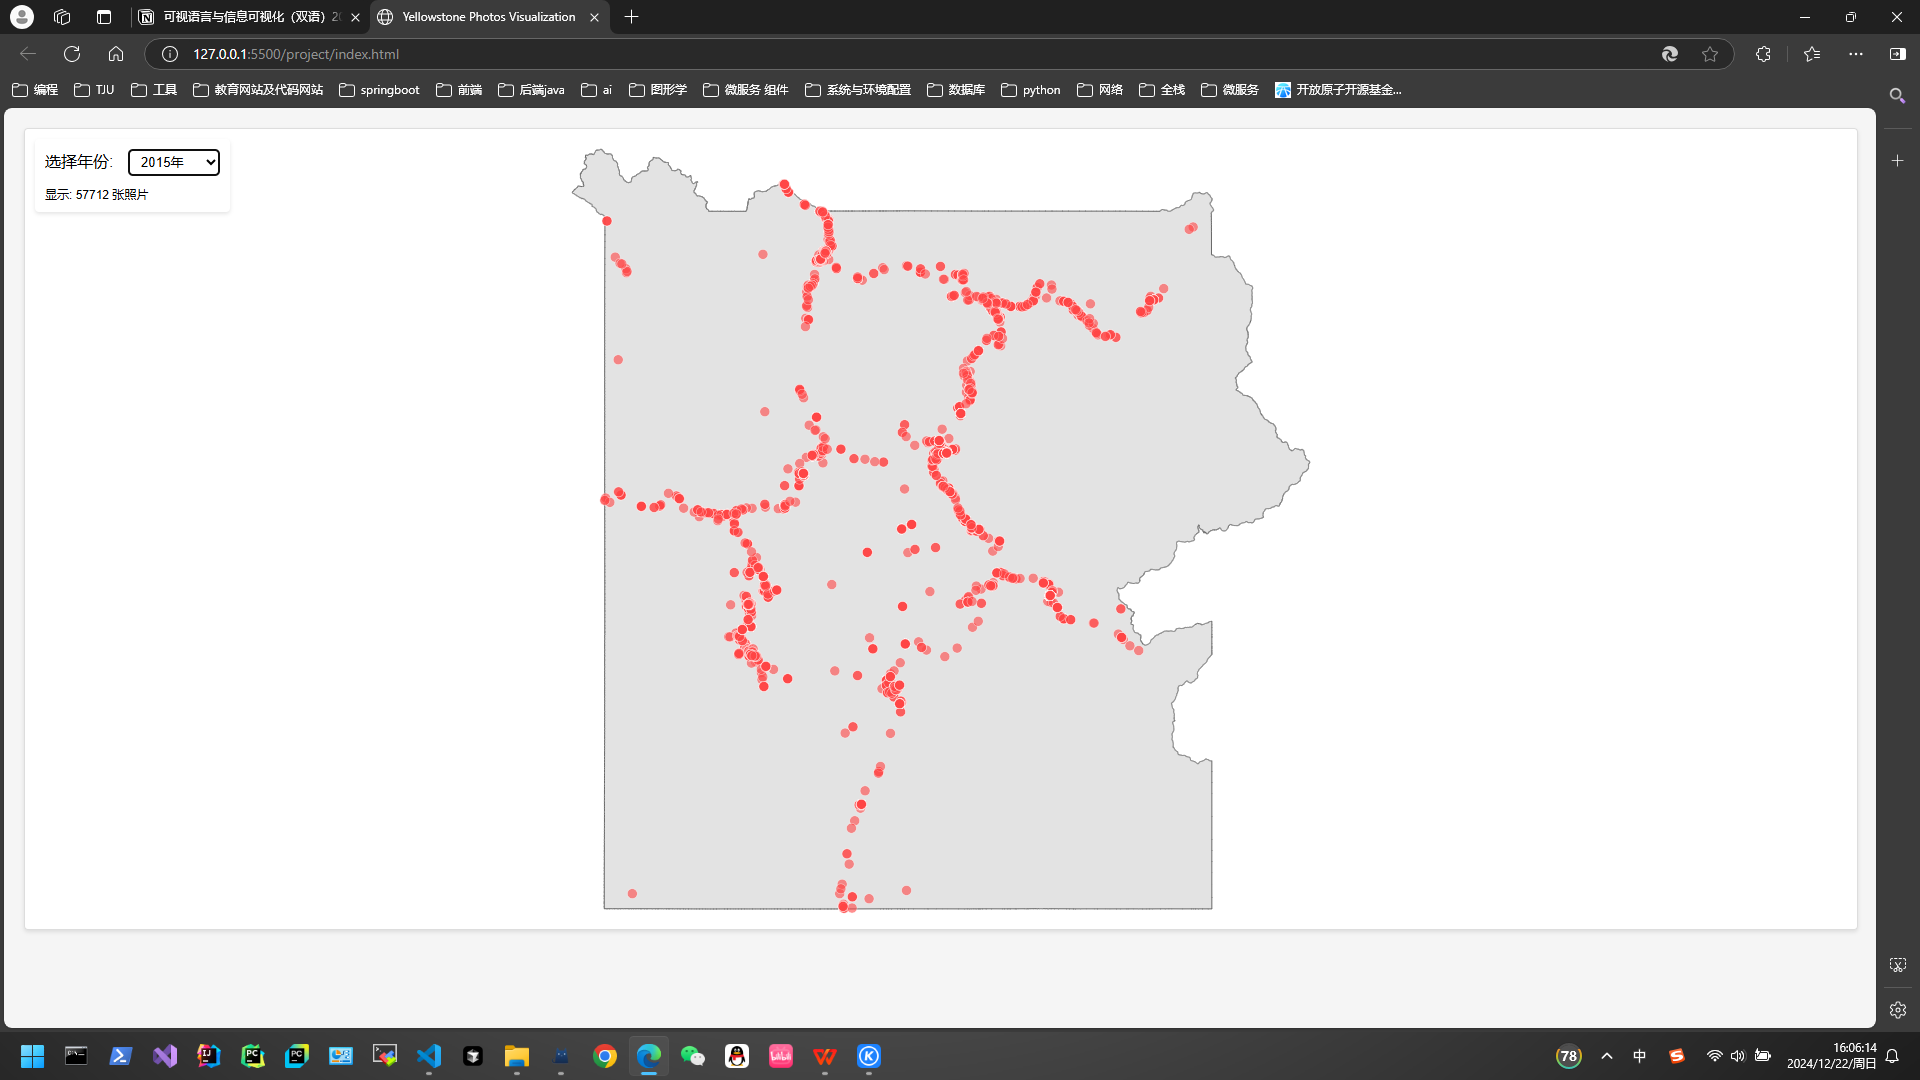 可视语言与信息可视化（双语）
Yellowstone Photos Visualization
127.0.0.1:5500/project/index.html
编程
TJU
工具
教育网站及代码网站
springboot
前端
后端java
ai
图形学
微服务 组件
系统与环境配置
数据库
python
网络
全栈
微服务
开放原子开源基金...
选择年份: 2015年
显示: 57712 张照片
78
中
16:06:14
2024/12/22/周日